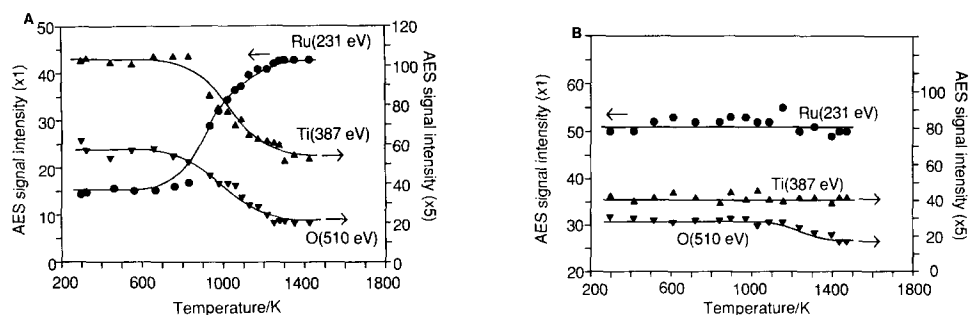 A
50
40
30
20
10
0
AES signal intensity (x1)
120
100
80
60
40
20
0
AES signal intensity (x5)
Ru(231 eV)
Ti(387 eV)
O(510 eV)
200 600 1000 1400 1800
Temperature/K
B
70
60
50
40
30
20
AES signal intensity (x1)
120
100
80
60
40
20
0
AES signal intensity (x5)
Ru(231 eV)
Ti(387 eV)
O(510 eV)
200 600 1000 1400 1800
Temperature/K